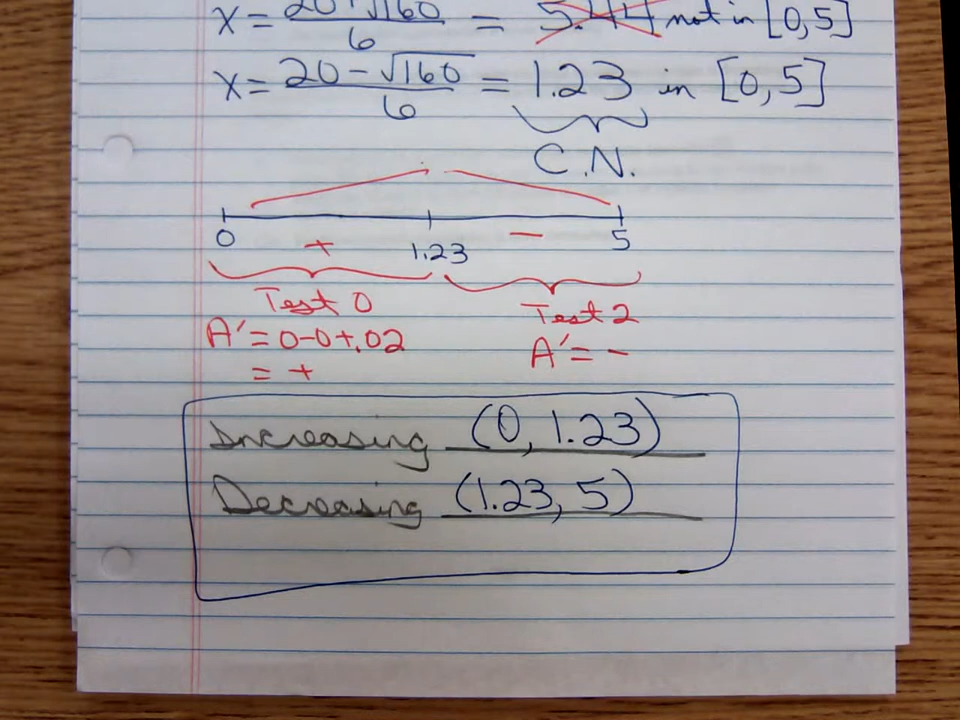 x = 20+√160 / 6 = 5.44 not in [0,5]
x = 20-√160 / 6 = 1.23 in [0,5]
C.N.
0 + 1.23 - 5
Test 0 Test 2
A' = 0-0+.02 A' = -
= +
Increasing (0, 1.23)
Decreasing (1.23, 5)